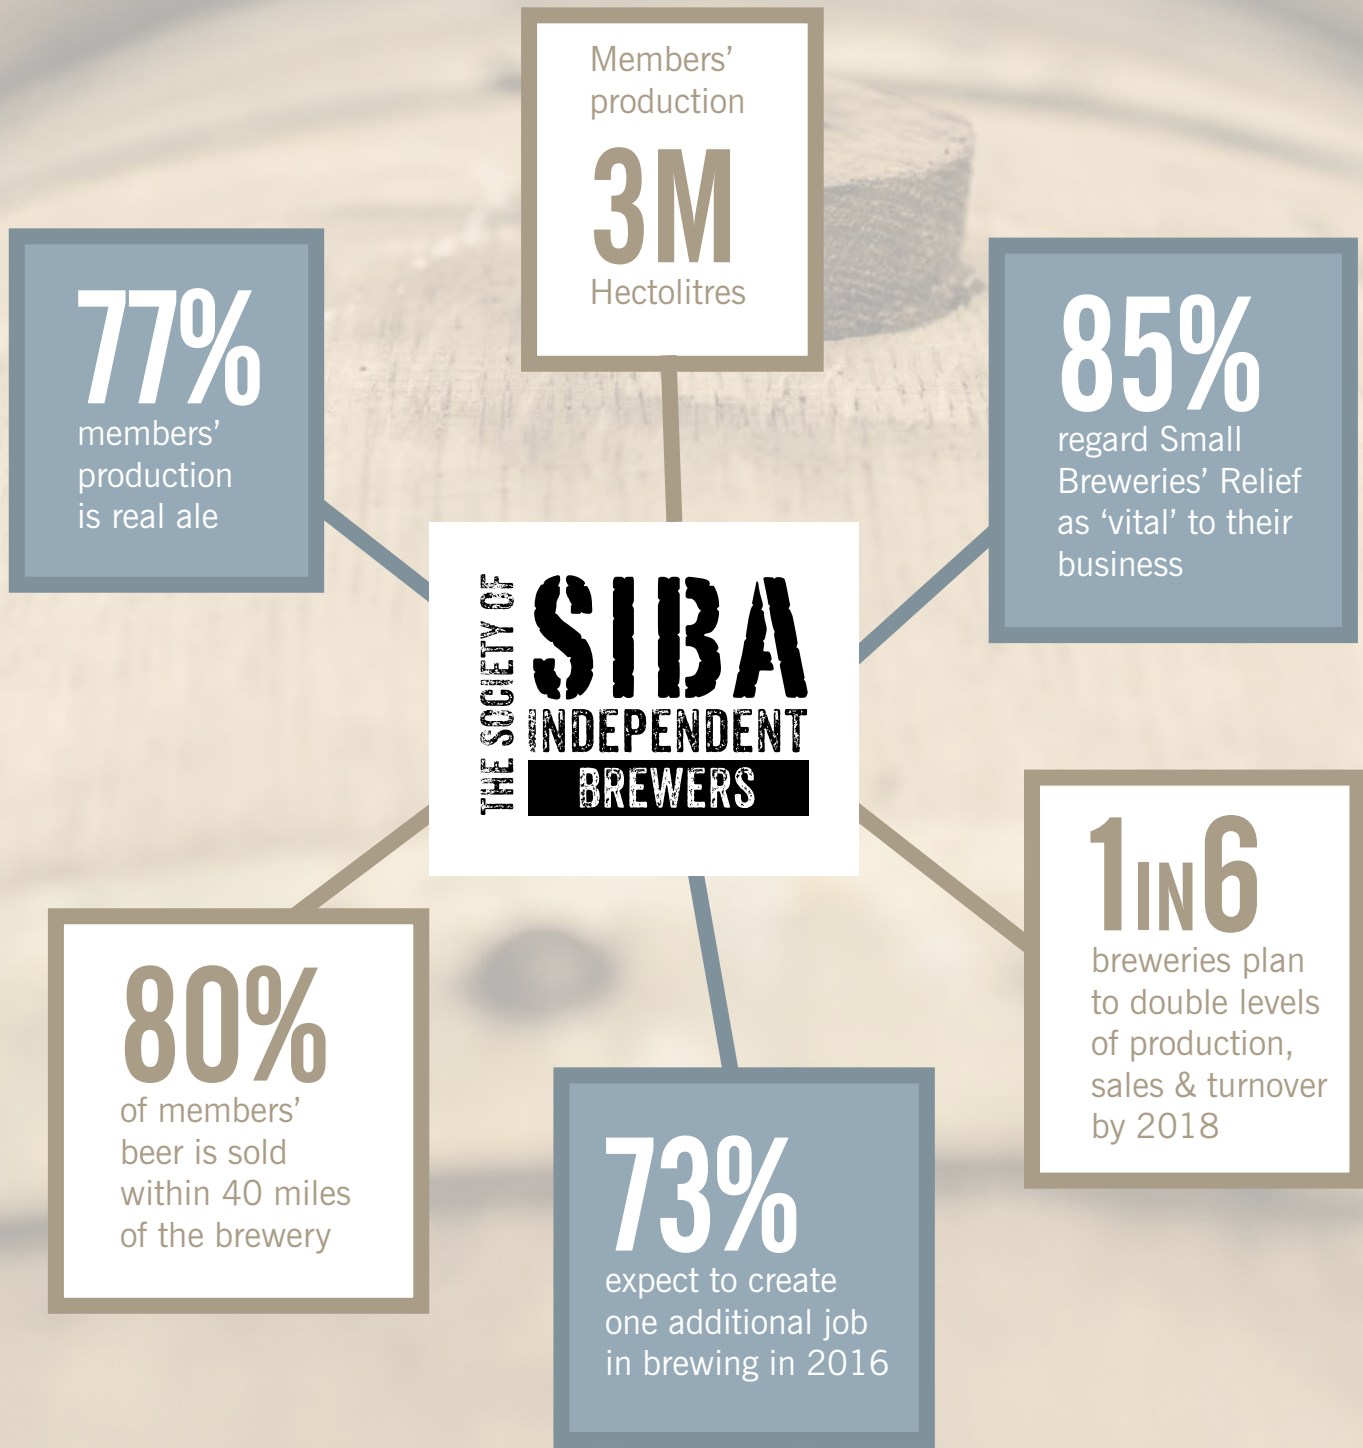 Members’
production
3M
Hectolitres
77%
members’
production
is real ale
85%
regard Small
Breweries’ Relief
as ‘vital’ to their
business
THE SOCIETY OF
SIBA
INDEPENDENT
BREWERS
1IN6
breweries plan
to double levels
of production,
sales & turnover
by 2018
80%
of members’
beer is sold
within 40 miles
of the brewery
73%
expect to create
one additional job
in brewing in 2016